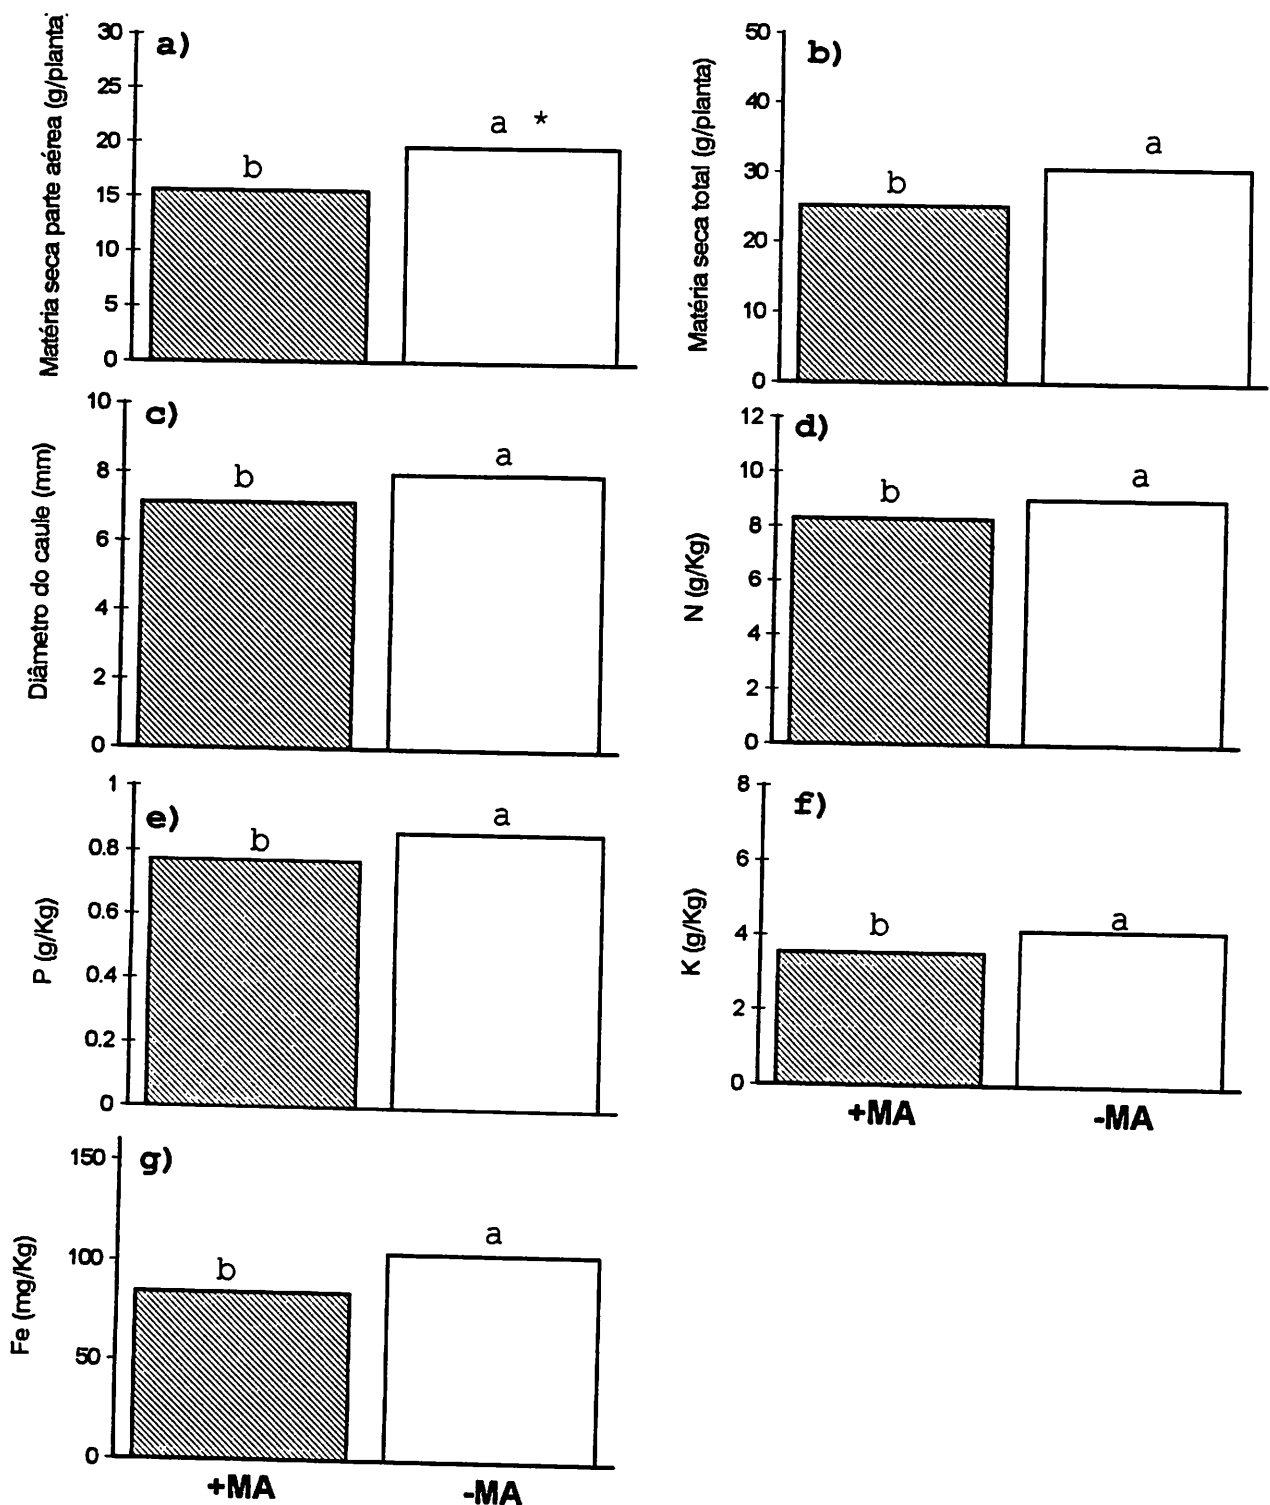 Matéria seca parte aérea (g/planta)
30
25
20
15
10
5
0
a)
b
a *
Matéria seca total (g/planta)
50
40
30
20
10
0
b)
b
a
Diâmetro do caule (mm)
10
8
6
4
2
0
c)
b
a
N (g/Kg)
12
10
8
6
4
2
0
d)
b
a
P (g/Kg)
1
0.8
0.6
0.4
0.2
0
e)
b
a
K (g/Kg)
8
6
4
2
0
f)
b
a
+MA
-MA
Fe (mg/Kg)
150
100
50
0
g)
b
a
+MA
-MA